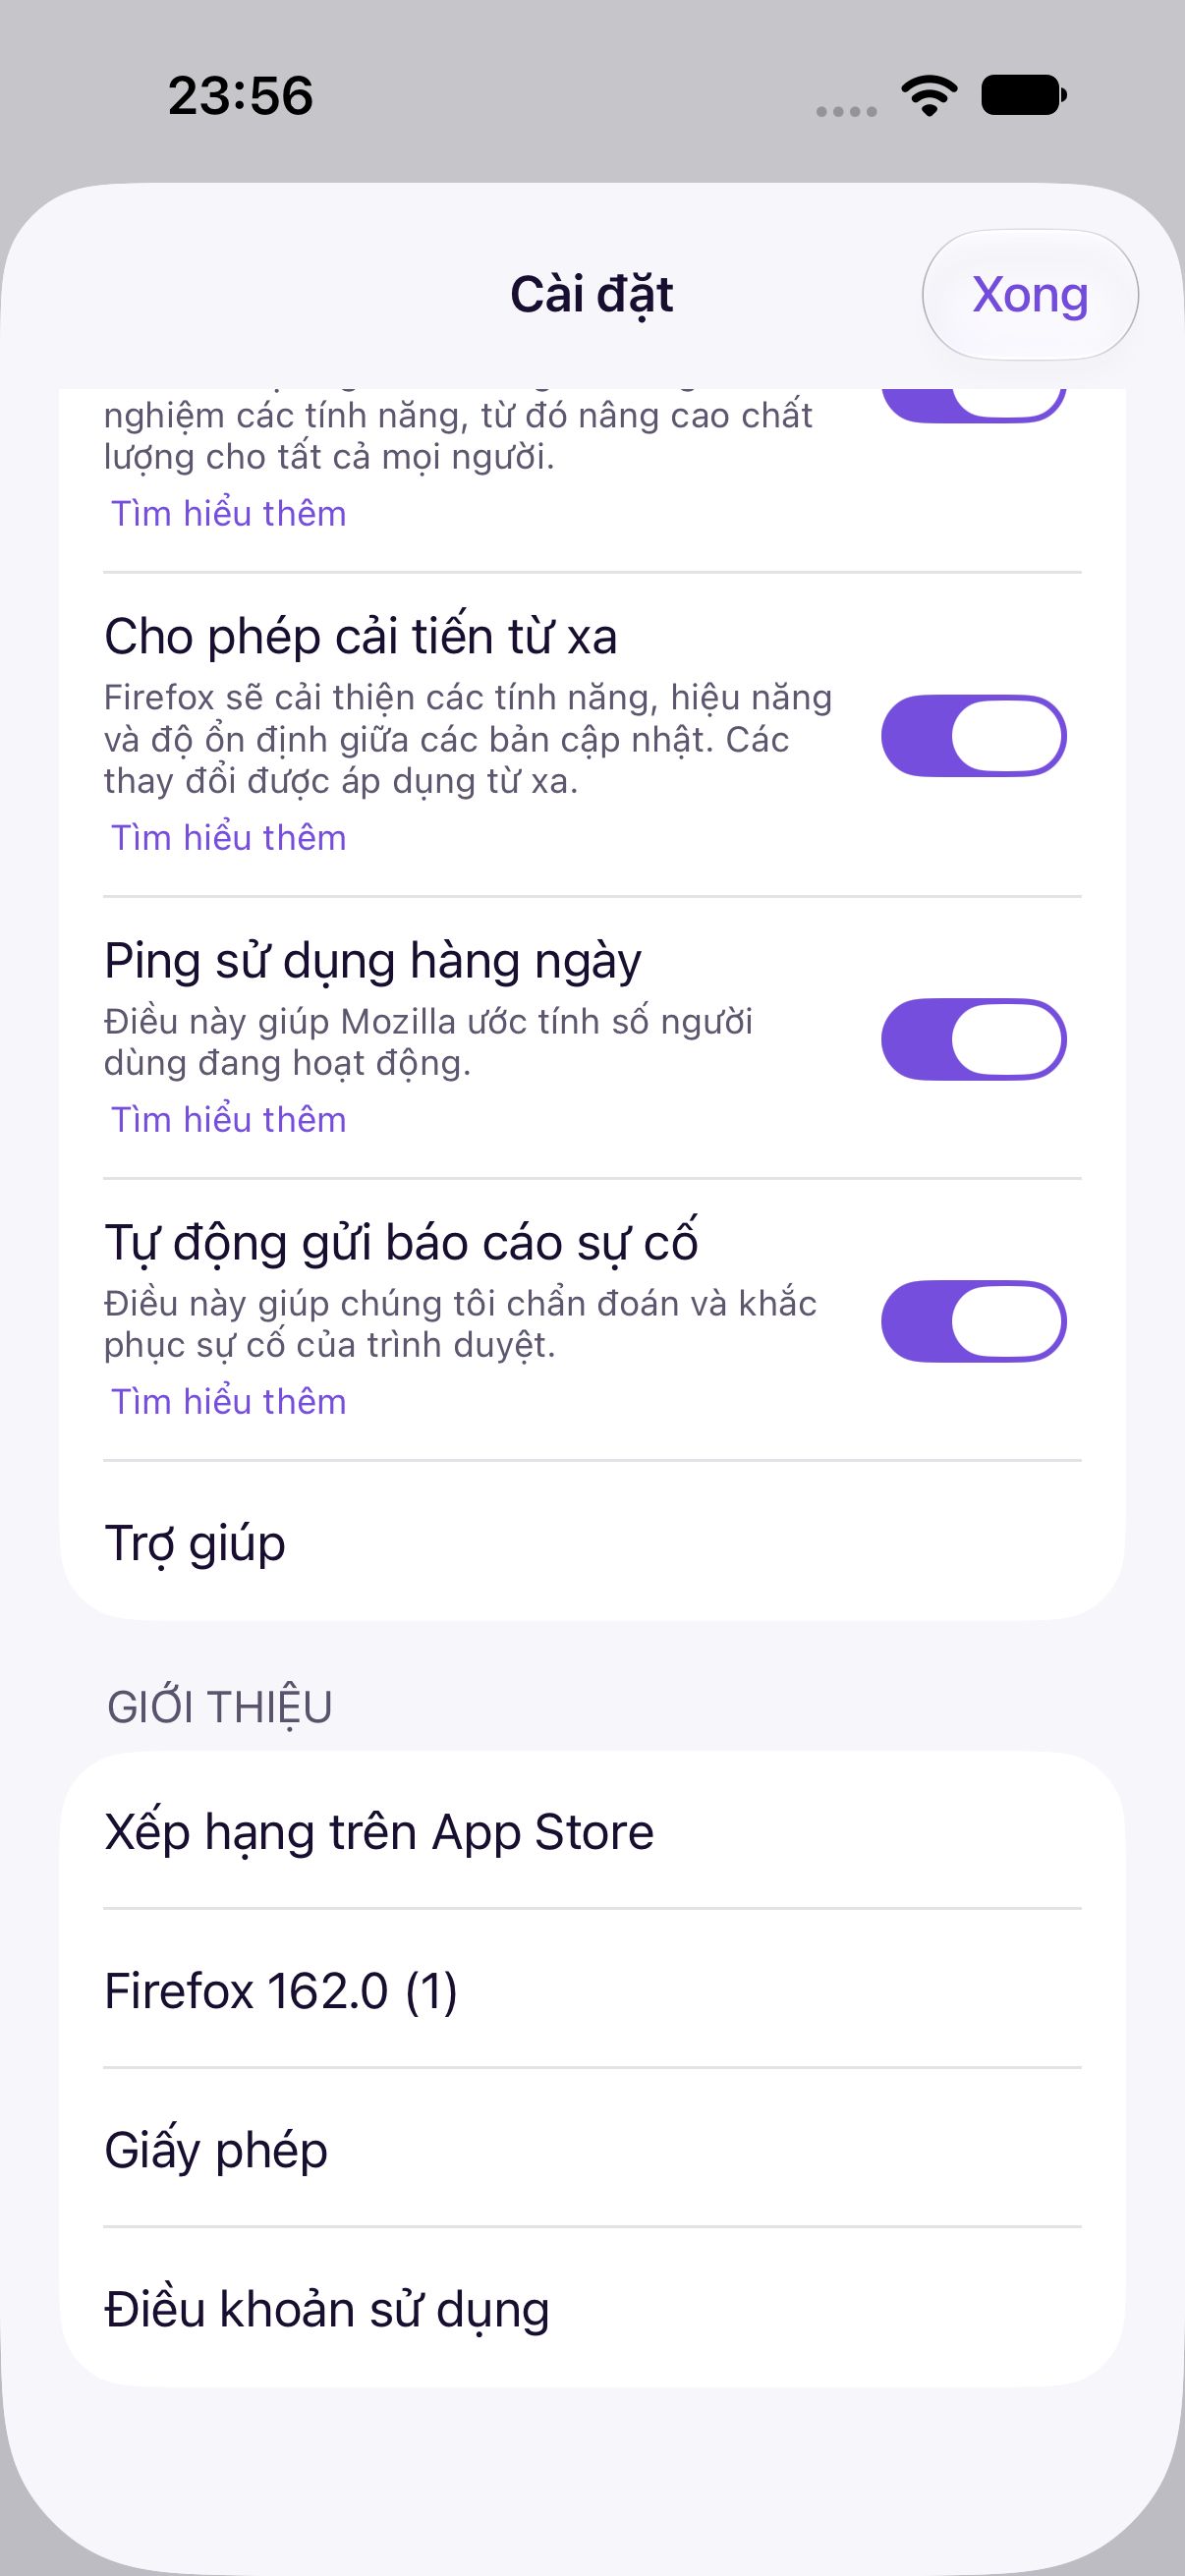 23:56
Cài đặt
Xong
nghiệm các tính năng, từ đó nâng cao chất
lượng cho tất cả mọi người.
Tìm hiểu thêm
Cho phép cải tiến từ xa
Firefox sẽ cải thiện các tính năng, hiệu năng
và độ ổn định giữa các bản cập nhật. Các
thay đổi được áp dụng từ xa.
Tìm hiểu thêm
Ping sử dụng hàng ngày
Điều này giúp Mozilla ước tính số người
dùng đang hoạt động.
Tìm hiểu thêm
Tự động gửi báo cáo sự cố
Điều này giúp chúng tôi chẩn đoán và khắc
phục sự cố của trình duyệt.
Tìm hiểu thêm
Trợ giúp
GIỚI THIỆU
Xếp hạng trên App Store
Firefox 162.0 (1)
Giấy phép
Điều khoản sử dụng